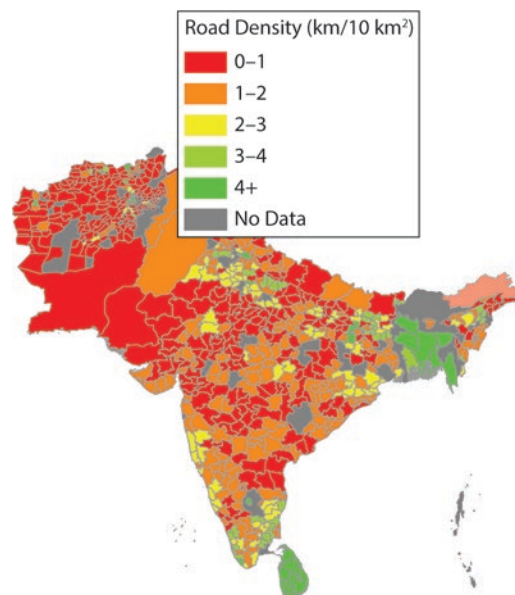 Road Density (km/10 km²)
0–1
1–2
2–3
3–4
4+
No Data